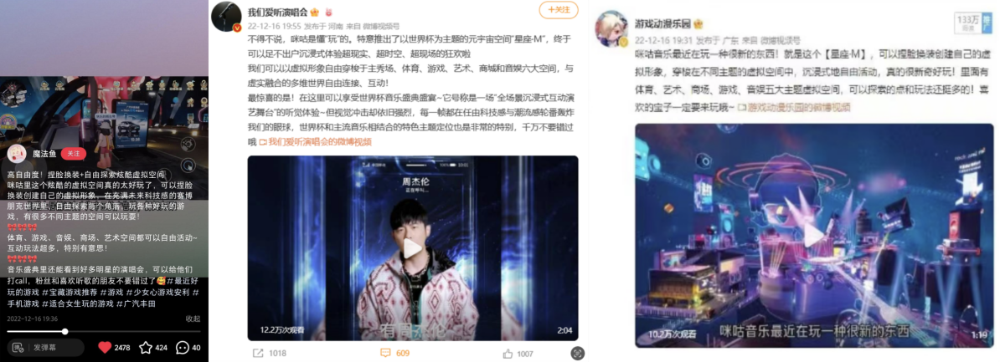 魔法鱼 关注
高自由度！捏脸换装+自由探索炫酷虚拟空间
咪咕里这个炫酷的虚拟空间真的太好玩了，可以捏脸
换装创建自己的虚拟形象，在充满未来科技感的赛博
朋克世界里，自由探索每个角落，玩各种好玩的游
戏，有很多不同主题的空间可以玩耍！
体育、游戏、音娱、商场、艺术空间都可以自由活动~
互动玩法超多，特别有意思！
音乐盛典里还能看到好多明星的演唱会，可以给他们
打call，粉丝和喜欢听歌的朋友不要错过了🥰#最近好
玩的游戏 #宝藏游戏推荐 #游戏 #少女心游戏安利 #
手机游戏 #适合女生玩的游戏 #广汽丰田
2022-12-16 19:36 收起
发弹幕 2478 424 40
我们爱听演唱会
+关注
22-12-16 19:55 发布于 河南 来自 微博视频号
不得不说，咪咕是懂“玩”的。特意推出了以世界杯为主题的元宇宙空间“星座·M”，终于
可以足不出户沉浸式体验超现实、超时空、超现场的狂欢啦
我们可以以虚拟形象自由穿梭于主秀场、体育、游戏、艺术、商城和音娱六大空间，与
虚实融合的多维世界自由连接、互动！
最惊喜的是！在这里可以享受世界杯音乐盛典盛宴~它号称是一场“全场景沉浸式互动演
艺舞台”的听觉体验~但视觉冲击却依旧强烈，每一帧都在任由科技感与潮流感轮番轰炸
我们的眼球，世界杯和主流音乐相结合的特色主题定位也是非常的特别，千万不要错过
哦 我们爱听演唱会的微博视频
周杰伦
正在呼叫...
有周杰伦
12.2万次观看 2:04
1018 609 1007
游戏动漫乐园
133万
22-12-16 19:31 发布于 广东 来自 微博视频号
咪咕音乐最近在玩一种很新的东西！就是这个【星座·M】，可以捏脸换装创建自己的虚
拟形象，穿梭在不同主题的虚拟空间中，沉浸式地自由活动，真的很新奇好玩！里面有
体育、艺术、商场、游戏、音娱五大主题虚拟空间，可以探索的点和玩法还挺多的！喜
欢的宝子一定要来玩哦~ 游戏动漫乐园的微博视频
咪咕音乐最近在玩一种很新的东西
10.2万次观看 1:19